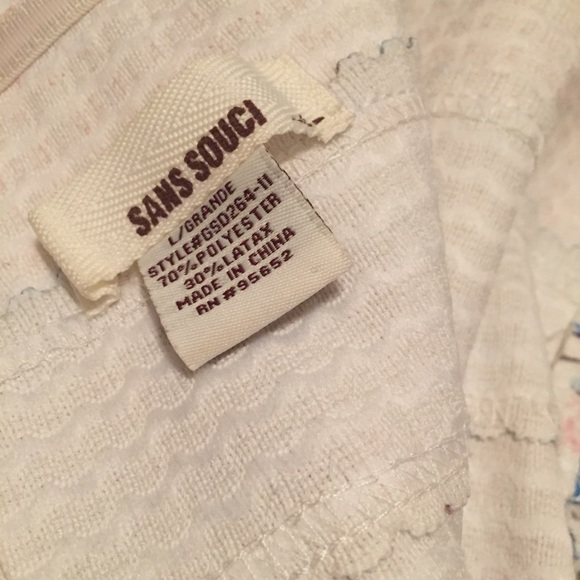 SANS SOUCI
L/GRANDE
STYLE#GSD264-11
70%POLYESTER
30%LATAX
MADE IN CHINA
RN#95652